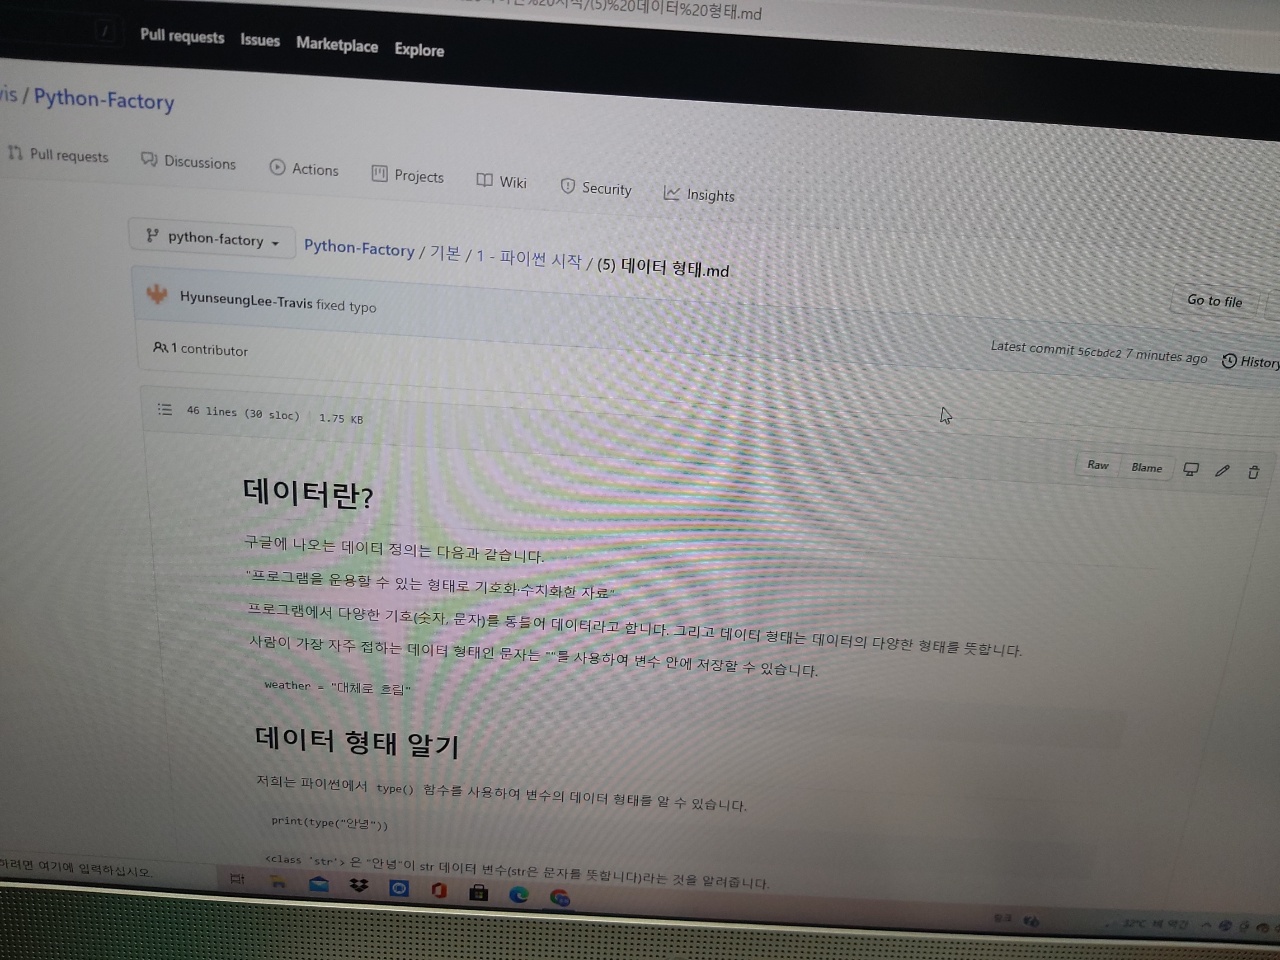 %20데이터%20형태.md
/
Pull requests Issues Marketplace Explore
/ Python-Factory
Pull requests Discussions Actions Projects Wiki Security Insights
python-factory Python-Factory / 기본 / 1 - 파이썬 시작 / (5) 데이터 형태.md
Go to file
HyunseungLee-Travis fixed typo
Latest commit 56cbdc2 7 minutes ago History
1 contributor
46 lines (30 sloc) 1.75 KB
Raw Blame
데이터란?
구글에 나오는 데이터 정의는 다음과 같습니다.
"프로그램을 운용할 수 있는 형태로 기호화·수치화한 자료"
프로그램에서 다양한 기호(숫자, 문자)를 통틀어 데이터라고 합니다. 그리고 데이터 형태는 데이터의 다양한 형태를 뜻합니다.
사람이 가장 자주 접하는 데이터 형태인 문자는 ""를 사용하여 변수 안에 저장할 수 있습니다.
weather = "대체로 흐림"
데이터 형태 알기
저희는 파이썬에서 type() 함수를 사용하여 변수의 데이터 형태를 알 수 있습니다.
print(type("안녕"))
<class 'str'> 은 "안녕"이 str 데이터 변수(str은 문자를 뜻합니다)라는 것을 알려줍니다.
하려면 여기에 입력하십시오.
링크